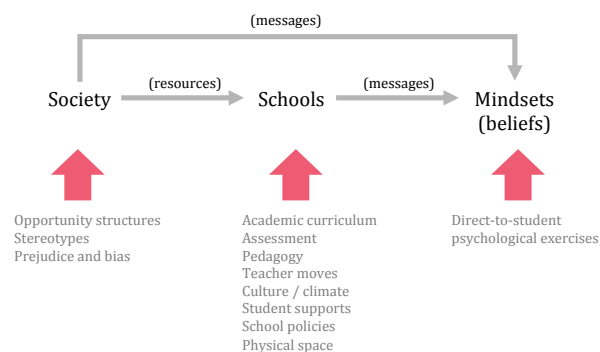 (messages)
Society
(resources)
Schools
(messages)
Mindsets
(beliefs)
Opportunity structures
Stereotypes
Prejudice and bias
Academic curriculum
Assessment
Pedagogy
Teacher moves
Culture / climate
Student supports
School policies
Physical space
Direct-to-student
psychological exercises